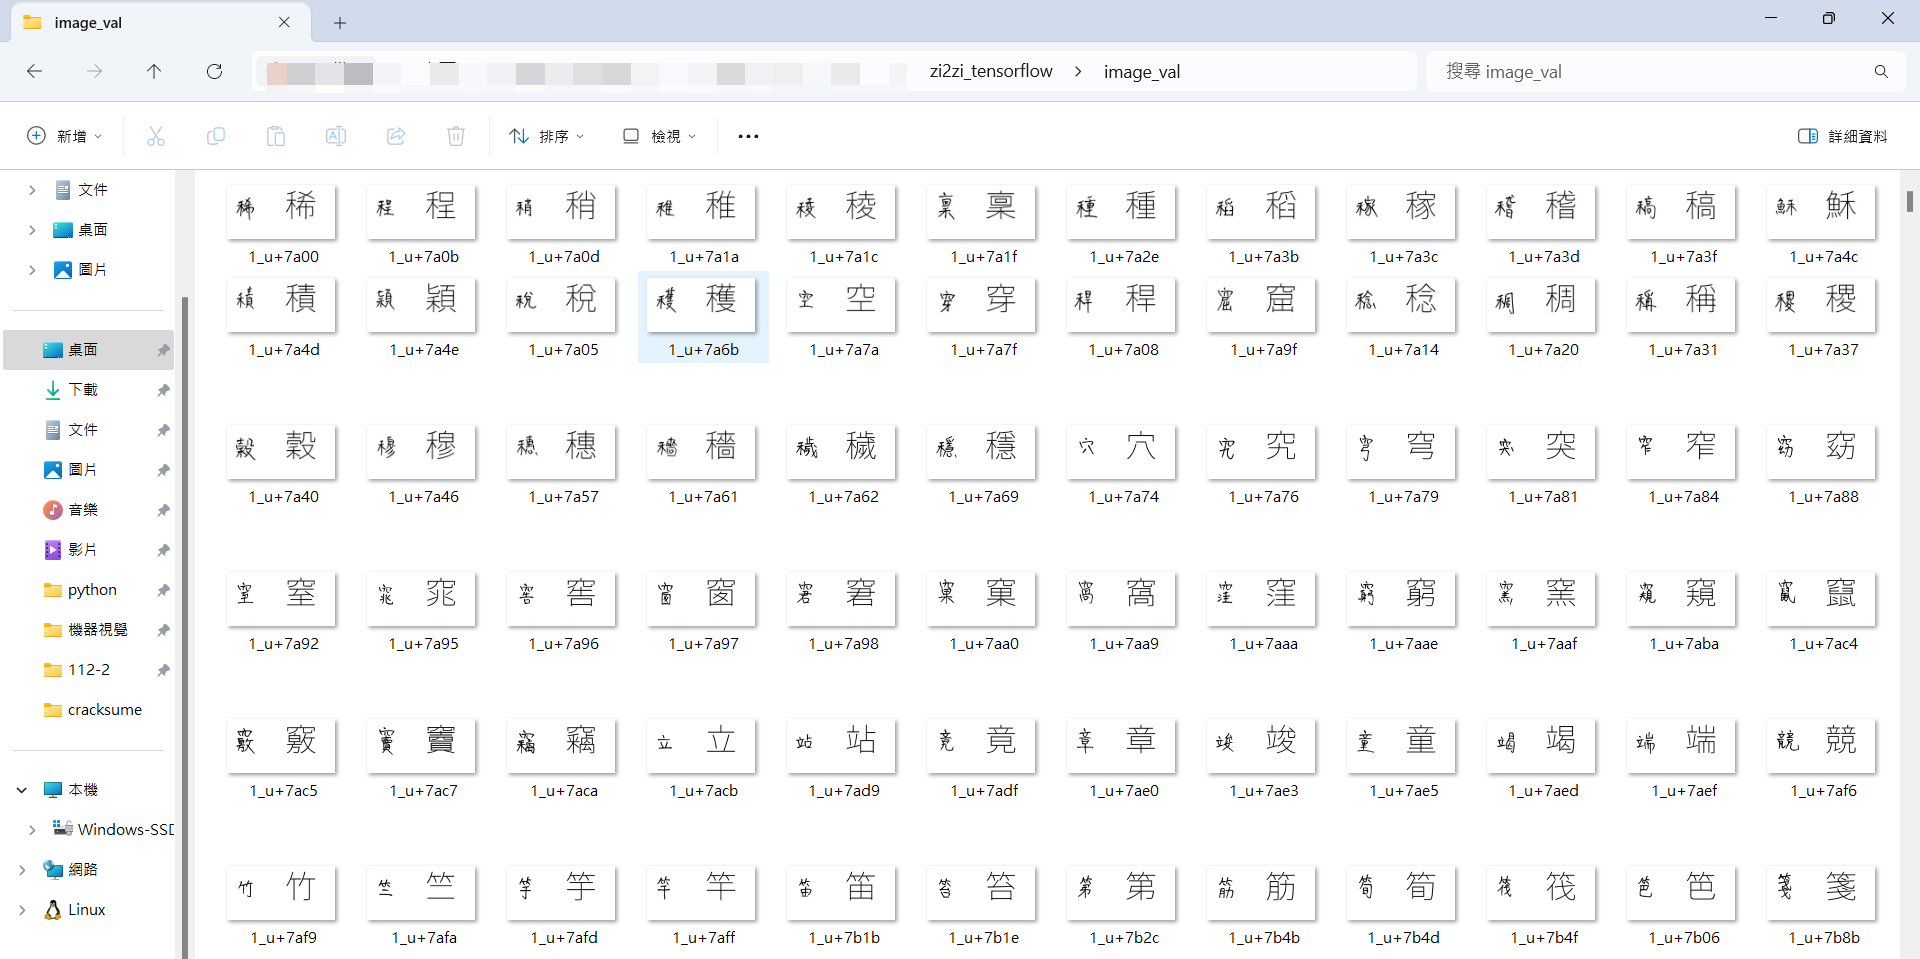 image_val
zi2zi_tensorflow > image_val
搜尋 image_val
新增
排序
檢視
詳細資料
文件
桌面
圖片
桌面
下載
文件
圖片
音樂
影片
python
機器視覺
112-2
cracksume
本機
Windows-SSD
網路
Linux
稀 稀 程 程 稍 稍 稚 稚 稜 稜 稟 稟 種 種 稻 稻 稼 稼 稽 稽 稿 稿 穌 穌
1_u+7a00 1_u+7a0b 1_u+7a0d 1_u+7a1a 1_u+7a1c 1_u+7a1f 1_u+7a2e 1_u+7a3b 1_u+7a3c 1_u+7a3d 1_u+7a3f 1_u+7a4c
積 積 穎 穎 稅 稅 穫 穫 空 空 穿 穿 稈 稈 窟 窟 稔 稔 稠 稠 稱 稱 稷 稷
1_u+7a4d 1_u+7a4e 1_u+7a05 1_u+7a6b 1_u+7a7a 1_u+7a7f 1_u+7a08 1_u+7a9f 1_u+7a14 1_u+7a20 1_u+7a31 1_u+7a37
穀 穀 穆 穆 穗 穗 穡 穡 穢 穢 穩 穩 穴 穴 究 究 穹 穹 突 突 窄 窄 窈 窈
1_u+7a40 1_u+7a46 1_u+7a57 1_u+7a61 1_u+7a62 1_u+7a69 1_u+7a74 1_u+7a76 1_u+7a79 1_u+7a81 1_u+7a84 1_u+7a88
窒 窒 窕 窕 窖 窖 窗 窗 窘 窘 窠 窠 窩 窩 窪 窪 窮 窮 窯 窯 窺 窺 竄 竄
1_u+7a92 1_u+7a95 1_u+7a96 1_u+7a97 1_u+7a98 1_u+7aa0 1_u+7aa9 1_u+7aaa 1_u+7aae 1_u+7aaf 1_u+7aba 1_u+7ac4
竅 竅 竇 竇 竊 竊 立 立 站 站 竟 竟 章 章 竣 竣 童 童 竭 竭 端 端 競 競
1_u+7ac5 1_u+7ac7 1_u+7aca 1_u+7acb 1_u+7ad9 1_u+7adf 1_u+7ae0 1_u+7ae3 1_u+7ae5 1_u+7aed 1_u+7aef 1_u+7af6
竹 竹 竺 竺 竽 竽 竿 竿 笛 笛 笞 笞 第 第 筋 筋 筍 筍 筏 筏 笆 笆 箋 箋
1_u+7af9 1_u+7afa 1_u+7afd 1_u+7aff 1_u+7b1b 1_u+7b1e 1_u+7b2c 1_u+7b4b 1_u+7b4d 1_u+7b4f 1_u+7b06 1_u+7b8b